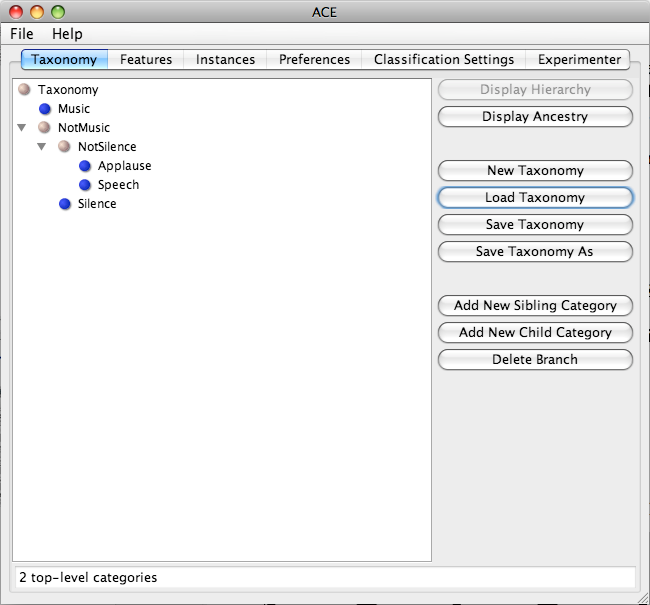 ACE
File Help
Taxonomy Features Instances Preferences Classification Settings Experimenter
Taxonomy
Music
NotMusic
NotSilence
Applause
Speech
Silence
Display Hierarchy
Display Ancestry
New Taxonomy
Load Taxonomy
Save Taxonomy
Save Taxonomy As
Add New Sibling Category
Add New Child Category
Delete Branch
2 top-level categories